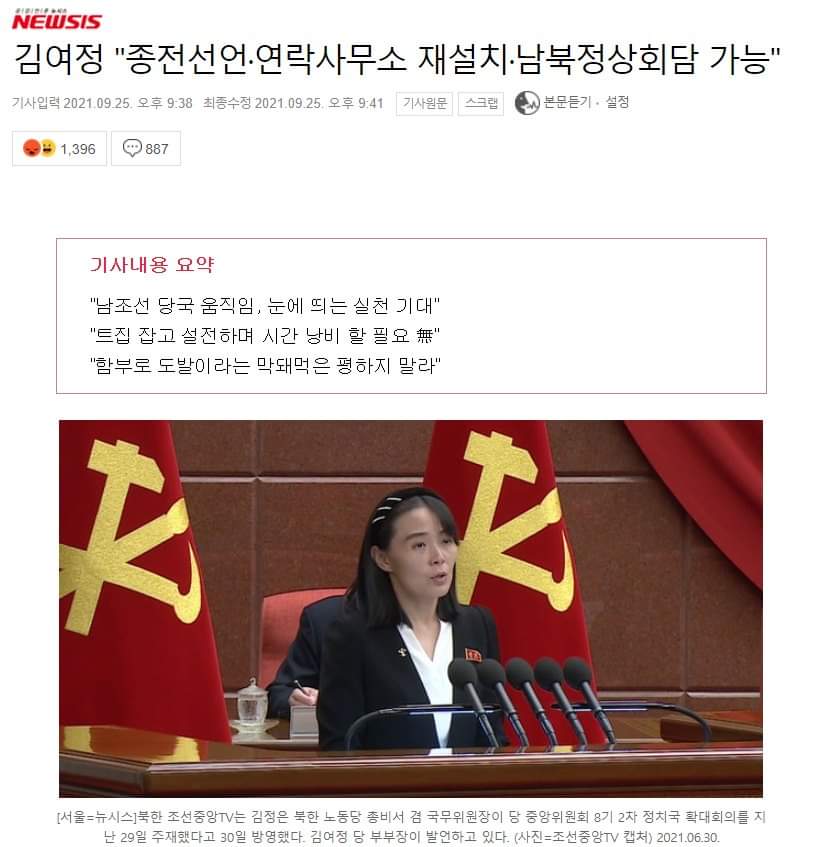 NEWSIS
김여정 "종전선언·연락사무소 재설치·남북정상회담 가능"
기사입력 2021.09.25. 오후 9:38 최종수정 2021.09.25. 오후 9:41 기사원문 스크랩 본문듣기 · 설정
1,396 887
기사내용 요약
"남조선 당국 움직임, 눈에 띄는 실천 기대"
"트집 잡고 설전하며 시간 낭비 할 필요 無"
"함부로 도발이라는 막돼먹은 평하지 말라"
[서울=뉴시스]북한 조선중앙TV는 김정은 북한 노동당 총비서 겸 국무위원장이 당 중앙위원회 8기 2차 정치국 확대회의를 지
난 29일 주재했다고 30일 방영했다. 김여정 당 부부장이 발언하고 있다. (사진=조선중앙TV 캡처) 2021.06.30.